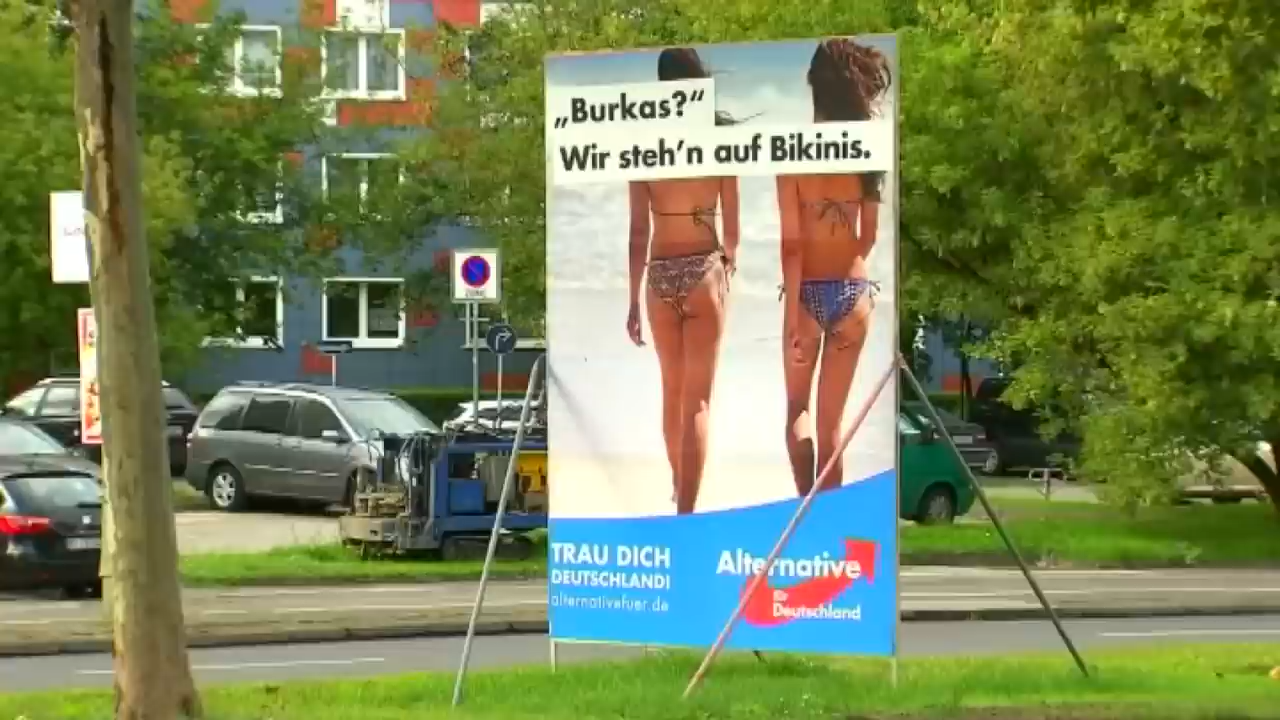 „Burkas?“
Wir steh'n auf Bikinis.
TRAU DICH
DEUTSCHLAND!
alternativefuer.de
Alternative
für
Deutschland